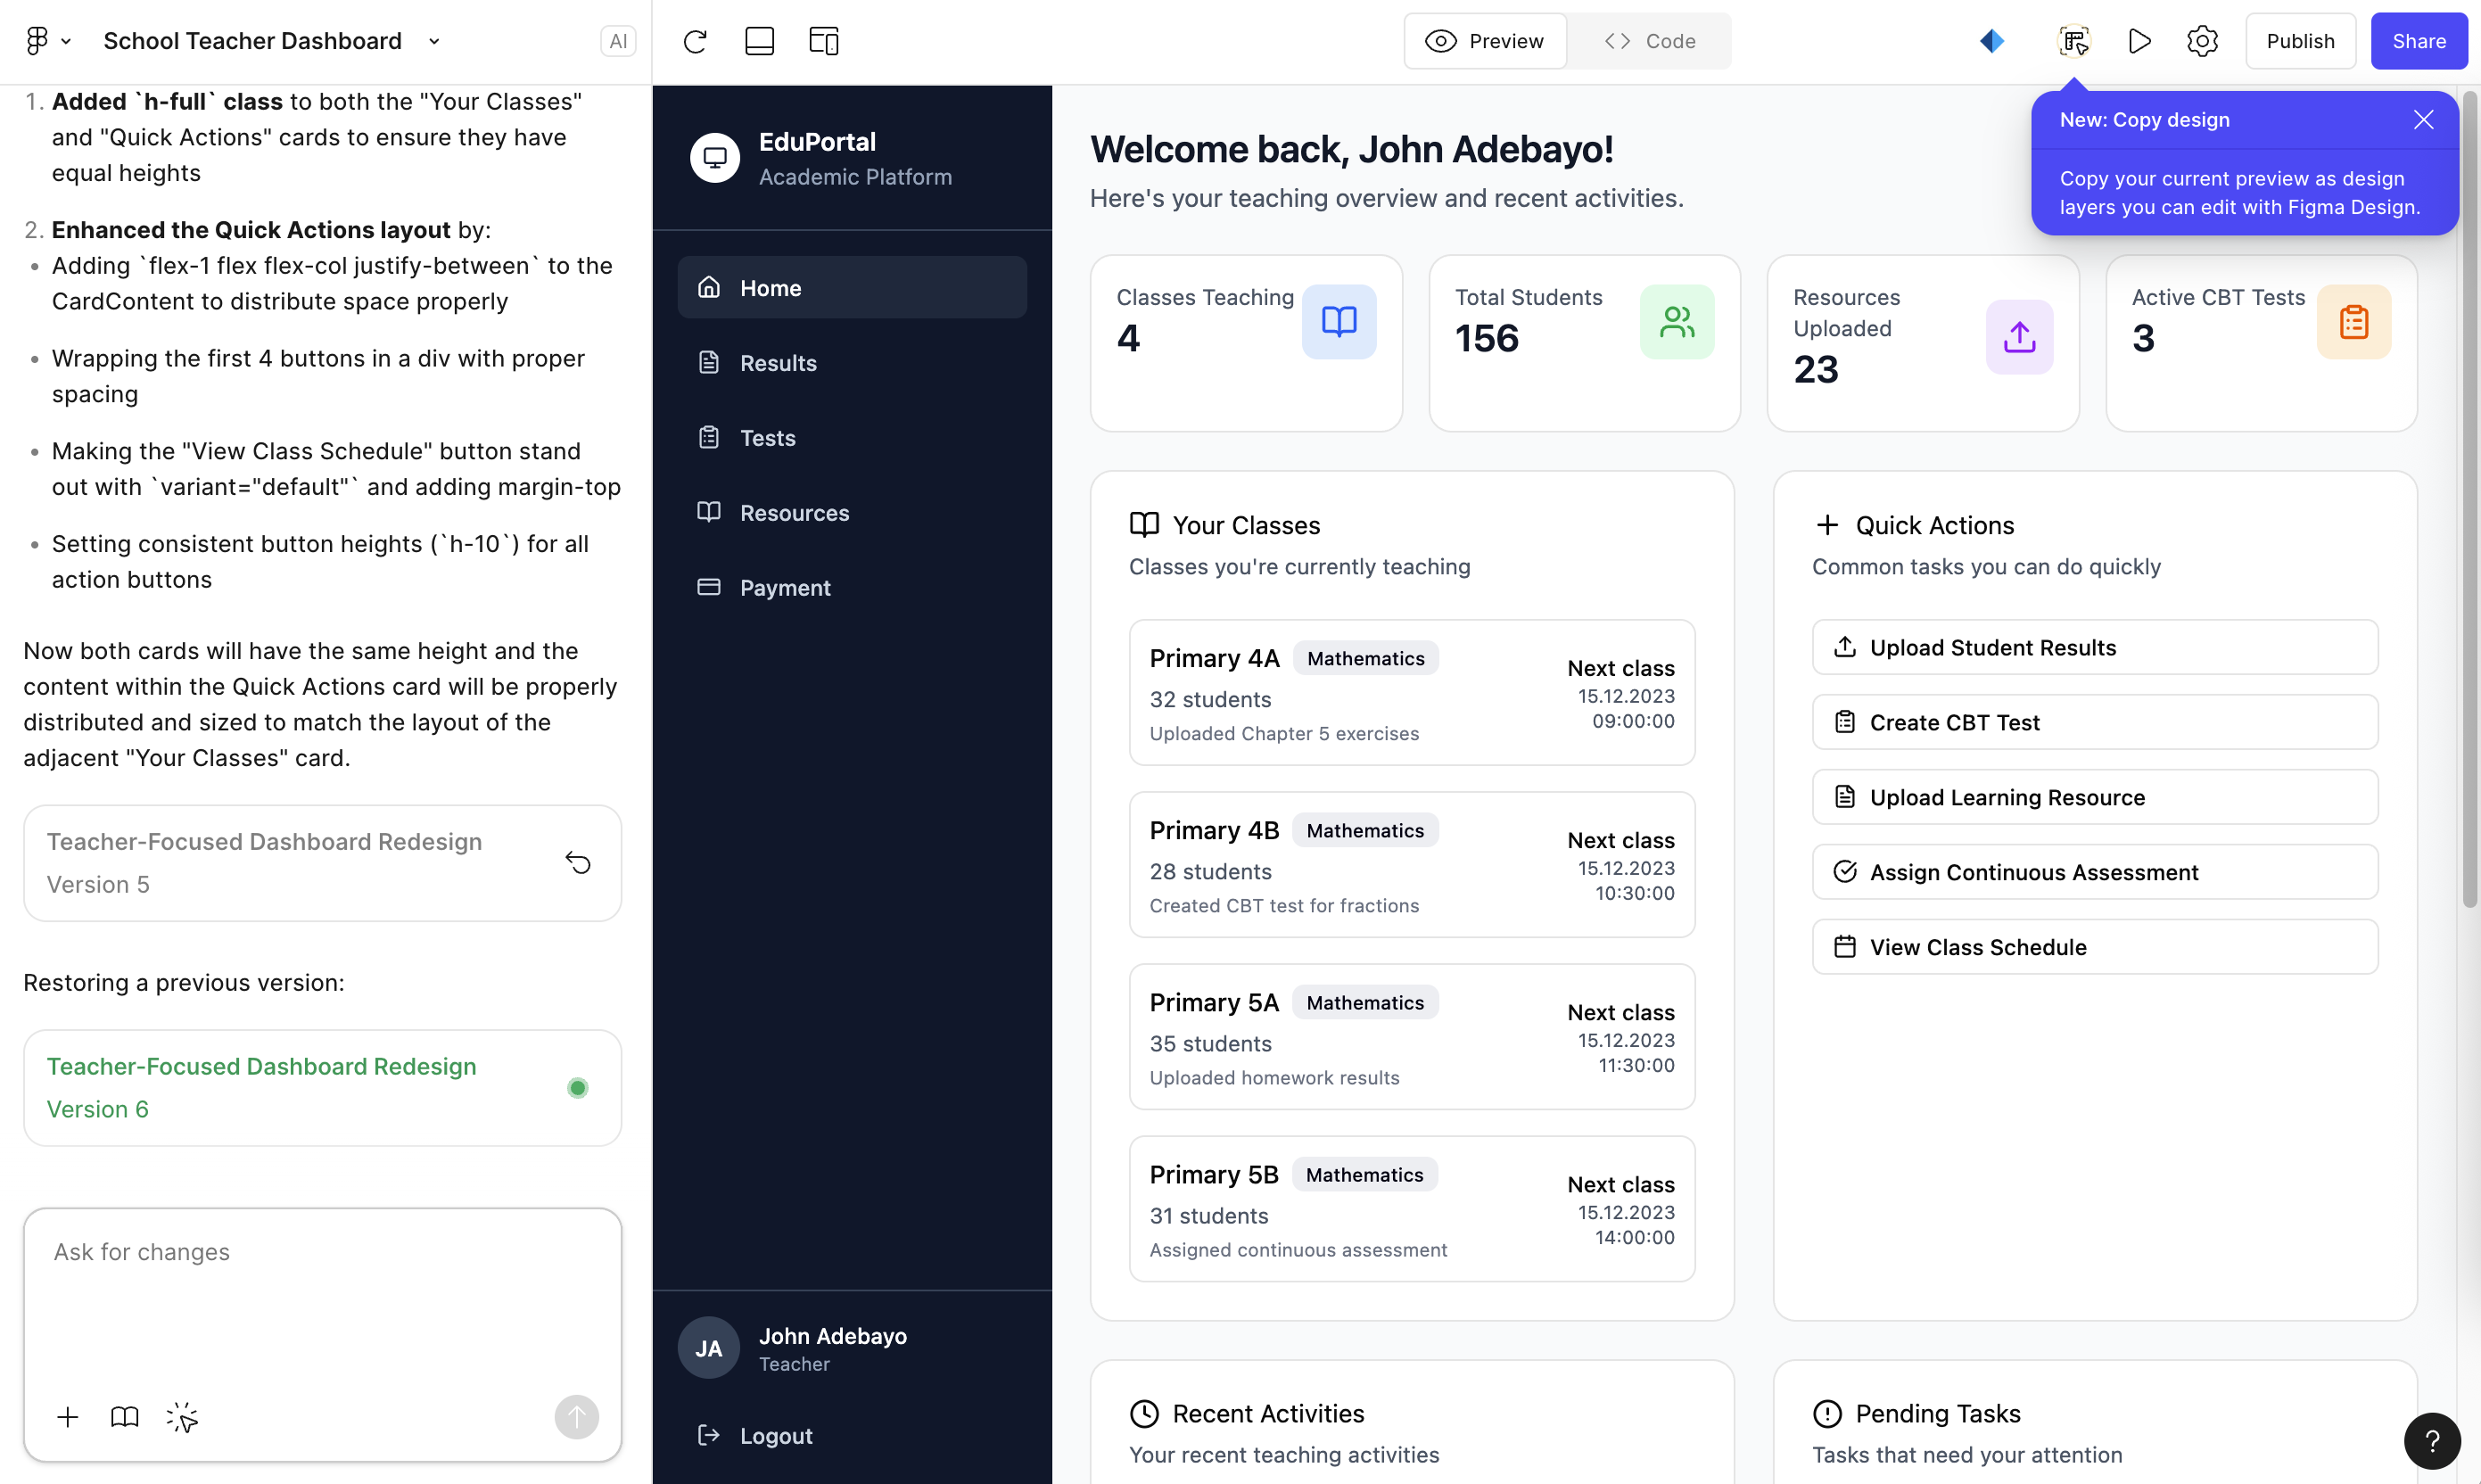 School Teacher Dashboard
AI
Preview
Code
Publish
Share
1. Added `h-full` class to both the "Your Classes"
and "Quick Actions" cards to ensure they have
equal heights
2. Enhanced the Quick Actions layout by:
• Adding `flex-1 flex flex-col justify-between` to the
CardContent to distribute space properly
• Wrapping the first 4 buttons in a div with proper
spacing
• Making the "View Class Schedule" button stand
out with `variant="default"` and adding margin-top
• Setting consistent button heights (`h-10`) for all
action buttons
Now both cards will have the same height and the
content within the Quick Actions card will be properly
distributed and sized to match the layout of the
adjacent "Your Classes" card.
Teacher-Focused Dashboard Redesign
Version 5
Restoring a previous version:
Teacher-Focused Dashboard Redesign
Version 6
Ask for changes
EduPortal
Academic Platform
Home
Results
Tests
Resources
Payment
JA
John Adebayo
Teacher
Logout
Welcome back, John Adebayo!
Here's your teaching overview and recent activities.
New: Copy design
Copy your current preview as design
layers you can edit with Figma Design.
Classes Teaching
4
Total Students
156
Resources
Uploaded
23
Active CBT Tests
3
Your Classes
Classes you're currently teaching
Primary 4A Mathematics
32 students
Uploaded Chapter 5 exercises
Next class
15.12.2023
09:00:00
Primary 4B Mathematics
28 students
Created CBT test for fractions
Next class
15.12.2023
10:30:00
Primary 5A Mathematics
35 students
Uploaded homework results
Next class
15.12.2023
11:30:00
Primary 5B Mathematics
31 students
Assigned continuous assessment
Next class
15.12.2023
14:00:00
Quick Actions
Common tasks you can do quickly
Upload Student Results
Create CBT Test
Upload Learning Resource
Assign Continuous Assessment
View Class Schedule
Recent Activities
Your recent teaching activities
Pending Tasks
Tasks that need your attention
?